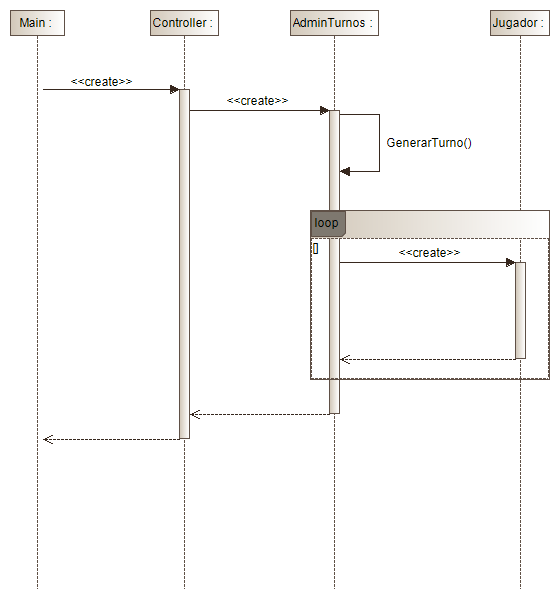 Main :
Controller :
AdminTurnos :
Jugador :
<<create>>
<<create>>
GenerarTurno()
loop
[]
<<create>>